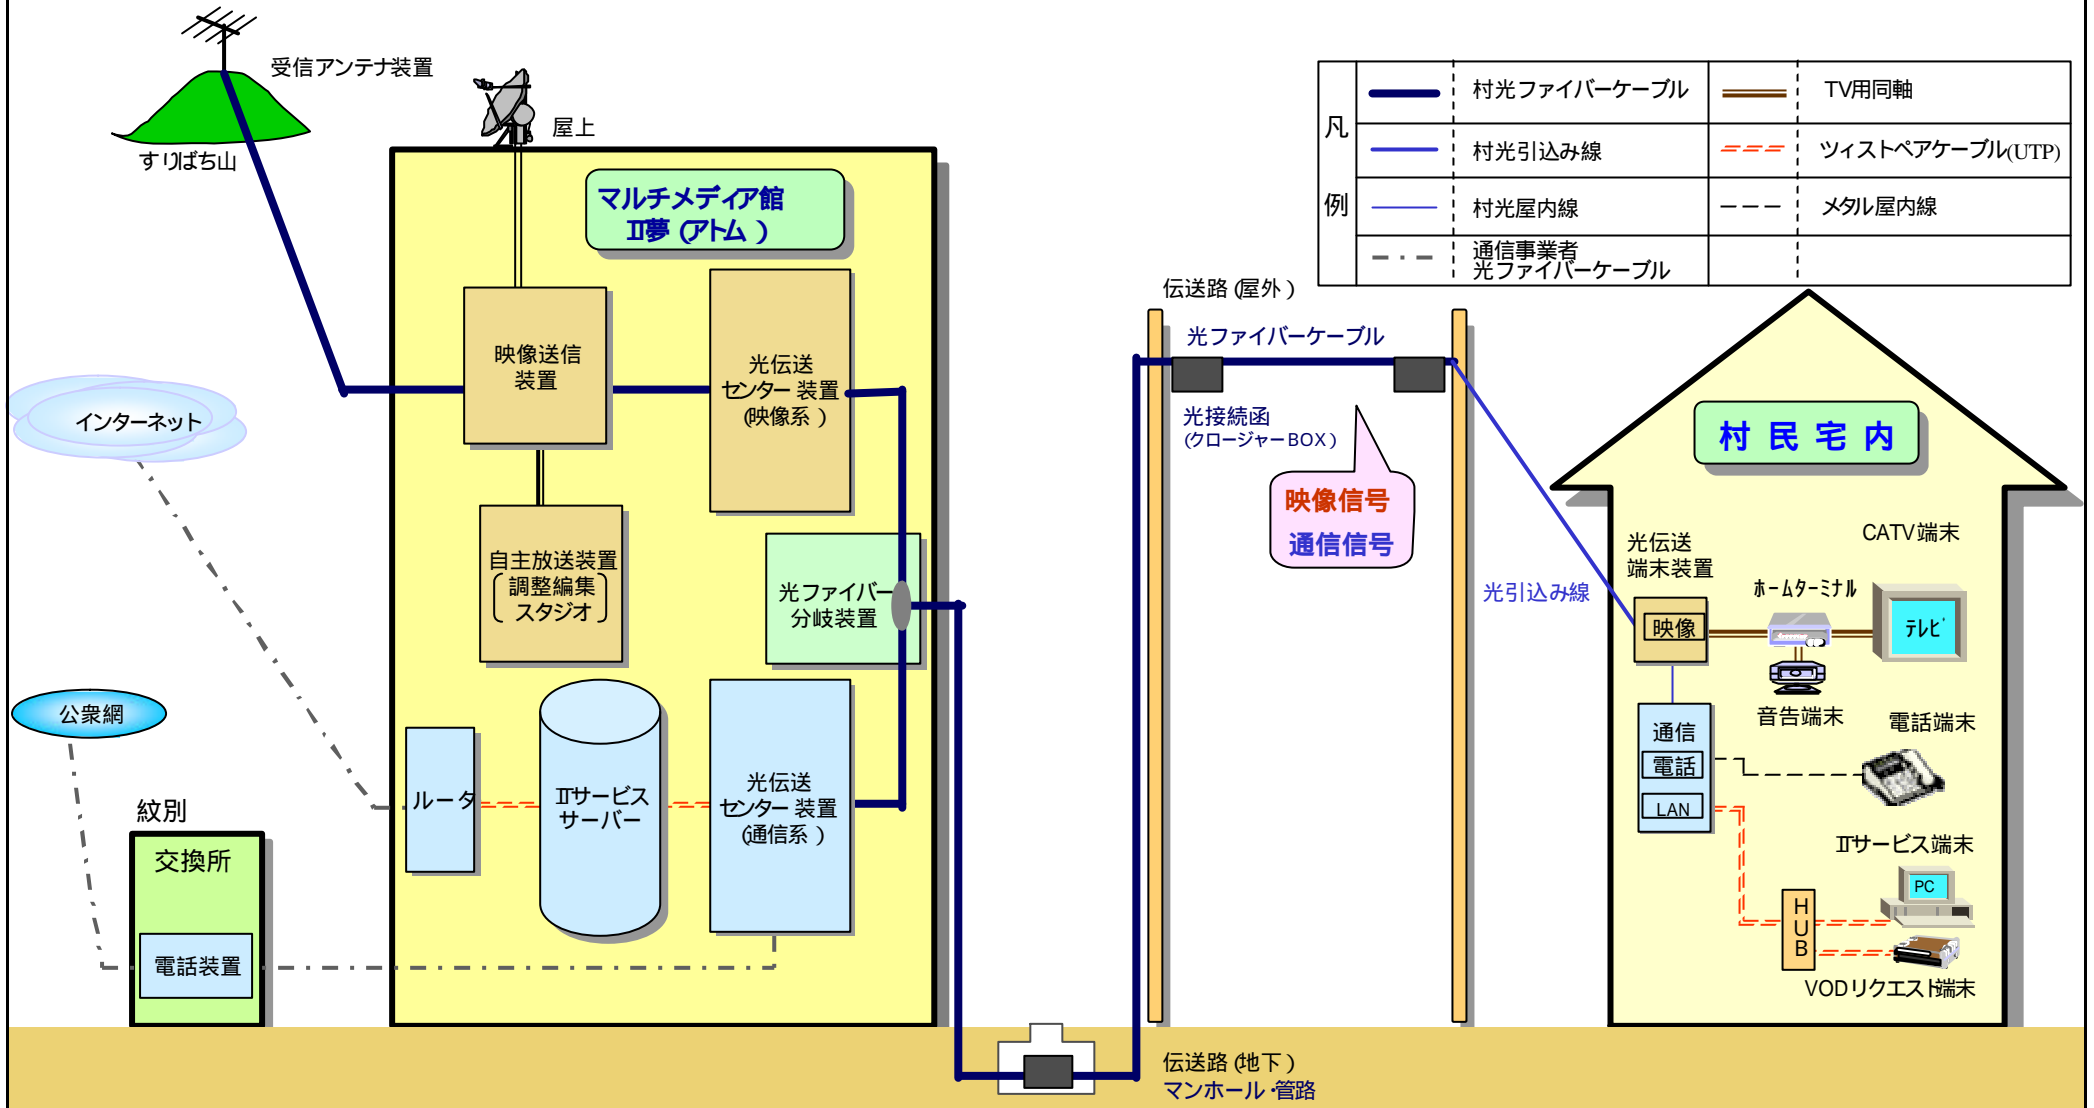 受信アンテナ装置
すりばち山
屋上
マルチメディア館
IT夢(アトム)
映像送信
装置
光伝送
センター装置
(映像系)
自主放送装置
調整編集
スタジオ
光ファイバー
分岐装置
インターネット
公衆網
紋別
交換所
電話装置
ルータ
ITサービス
サーバー
光伝送
センター装置
(通信系)
伝送路(屋外)
光ファイバーケーブル
光接続函
(クロージャーBOX)
映像信号
通信信号
光引込み線
伝送路(地下)
マンホール・管路
凡
例
村光ファイバーケーブル
TV用同軸
村光引込み線
ツィストペアケーブル(UTP)
村光屋内線
メタル屋内線
通信事業者
光ファイバーケーブル
村民宅内
CATV端末
光伝送
端末装置
ホームターミナル
映像
テレビ
音告端末
通信
電話
LAN
電話端末
ITサービス端末
PC
HUB
VODリクエスト端末